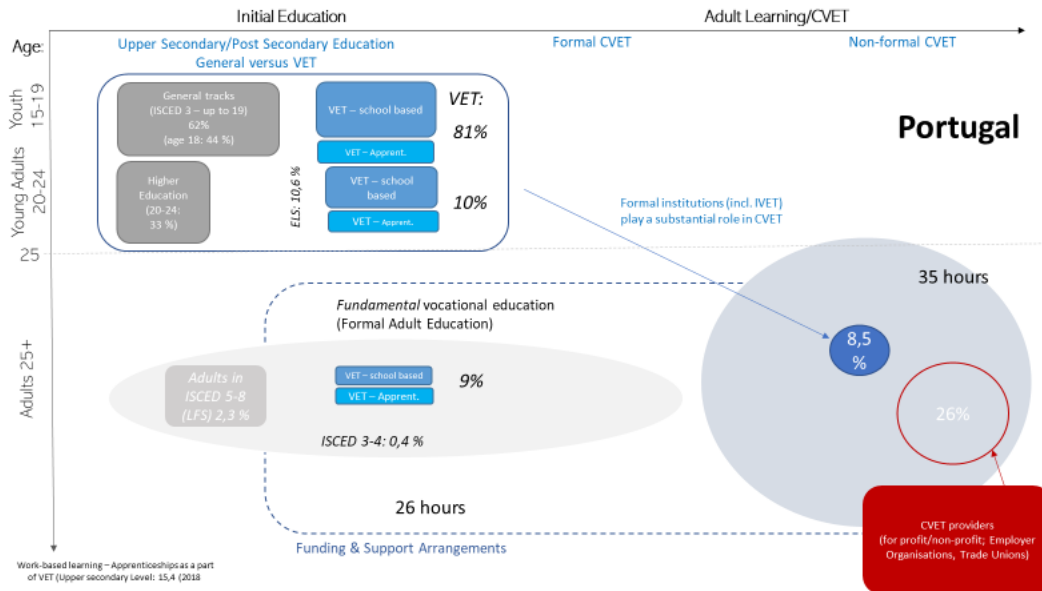 Initial Education
Adult Learning/CVET
Age:
Upper Secondary/Post Secondary Education
General versus VET
Formal CVET
Non-formal CVET
Youth
15-19
General tracks
(ISCED 3 – up to 19)
62%
(age 18: 44 %)
VET – school based
VET:
81%
VET – Apprent.
Portugal
Young Adults
20-24
Higher
Education
(20-24:
33 %)
ELS: 10,6 %
VET – school
based
10%
VET – Apprent.
Formal institutions (incl. IVET)
play a substantial role in CVET
25
35 hours
Fundamental vocational education
(Formal Adult Education)
8,5
%
Adults 25+
Adults in
ISCED 5-8
(LFS) 2,3 %
VET – school based
VET – Apprent.
9%
26%
ISCED 3-4: 0,4 %
26 hours
CVET providers
(for profit/non-profit; Employer
Organisations, Trade Unions)
Funding & Support Arrangements
Work-based learning – Apprenticeships as a part
of VET (Upper secondary Level: 15,4 (2018